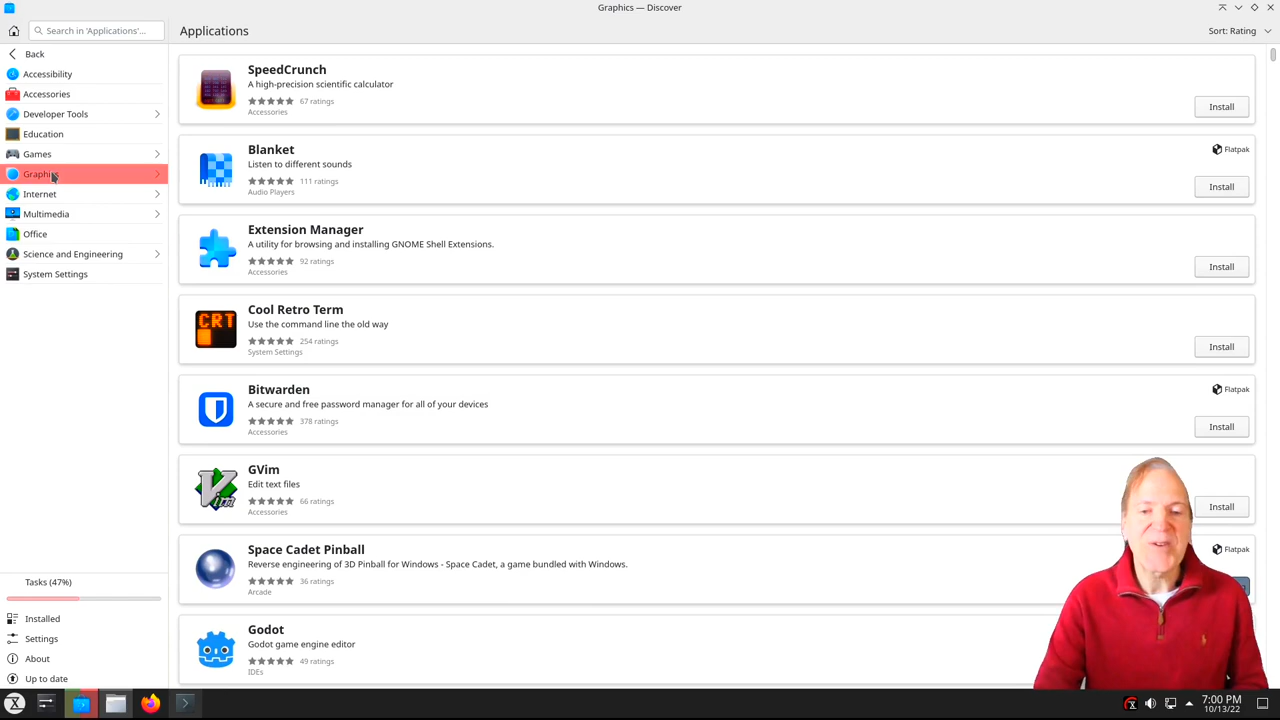 Graphics — Discover
Search in 'Applications'...
Applications
Sort: Rating
Back
Accessibility
Accessories
Developer Tools
Education
Games
Graphics
Internet
Multimedia
Office
Science and Engineering
System Settings
SpeedCrunch
A high-precision scientific calculator
67 ratings
Accessories
Install
Blanket
Flatpak
Listen to different sounds
111 ratings
Audio Players
Install
Extension Manager
A utility for browsing and installing GNOME Shell Extensions.
92 ratings
Accessories
Install
Cool Retro Term
Use the command line the old way
254 ratings
System Settings
Install
CRT
Bitwarden
Flatpak
A secure and free password manager for all of your devices
378 ratings
Accessories
Install
GVim
Edit text files
66 ratings
Accessories
Install
Vim
Space Cadet Pinball
Flatpak
Reverse engineering of 3D Pinball for Windows - Space Cadet, a game bundled with Windows.
36 ratings
Arcade
Godot
Godot game engine editor
49 ratings
IDEs
Tasks (47%)
Installed
Settings
About
Up to date
7:00 PM
10/13/22